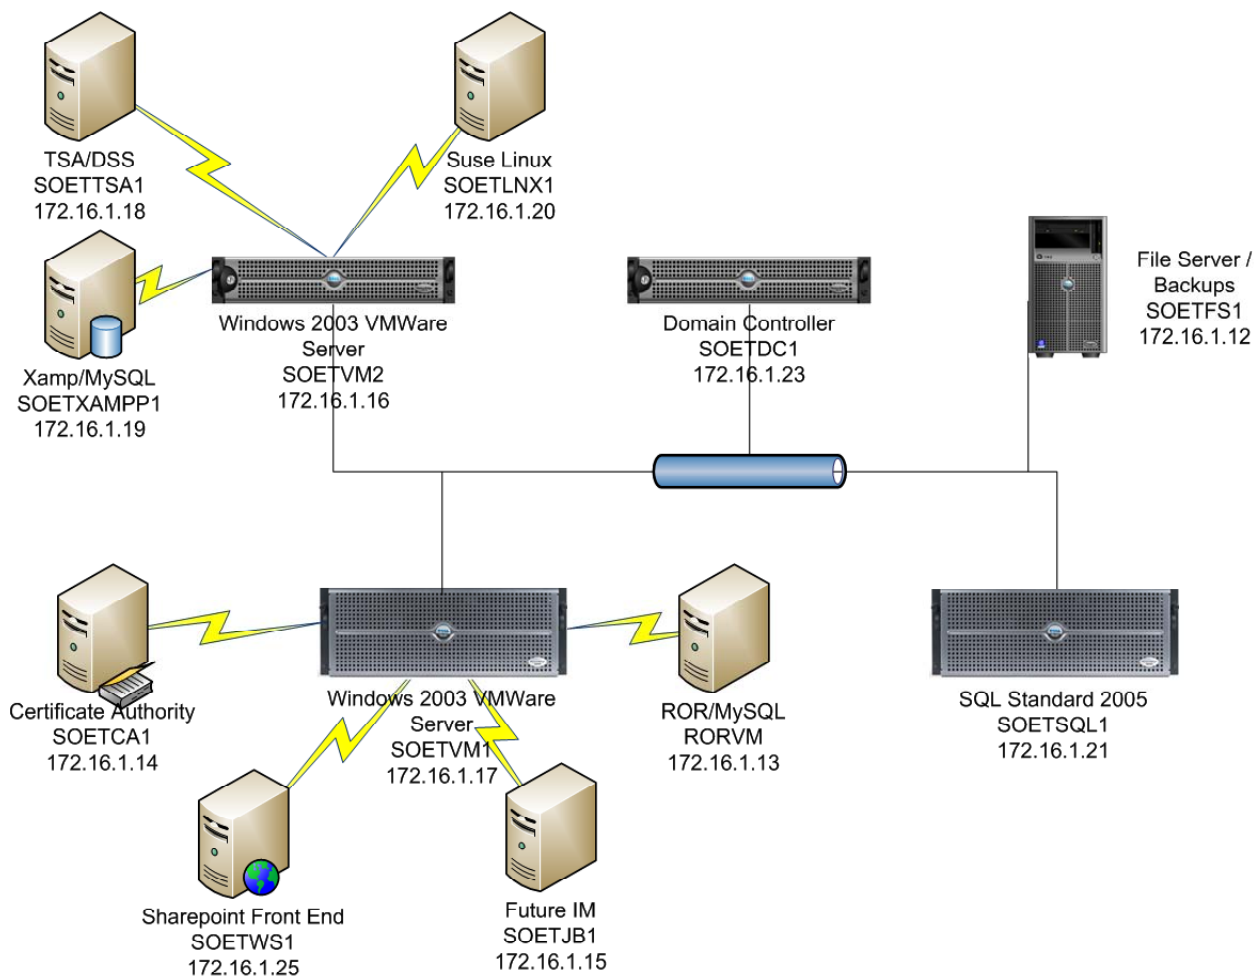 TSA/DSS
SOETTSA1
172.16.1.18
Suse Linux
SOETLNX1
172.16.1.20
File Server /
Backups
SOETFS1
172.16.1.12
Windows 2003 VMWare
Server
SOETVM2
172.16.1.16
Domain Controller
SOETDC1
172.16.1.23
Xamp/MySQL
SOETXAMPP1
172.16.1.19
Certificate Authority
SOETCA1
172.16.1.14
Windows 2003 VMWare
Server
SOETVM1
172.16.1.17
ROR/MySQL
RORVM
172.16.1.13
SQL Standard 2005
SOETSQL1
172.16.1.21
Sharepoint Front End
SOETWS1
172.16.1.25
Future IM
SOETJB1
172.16.1.15